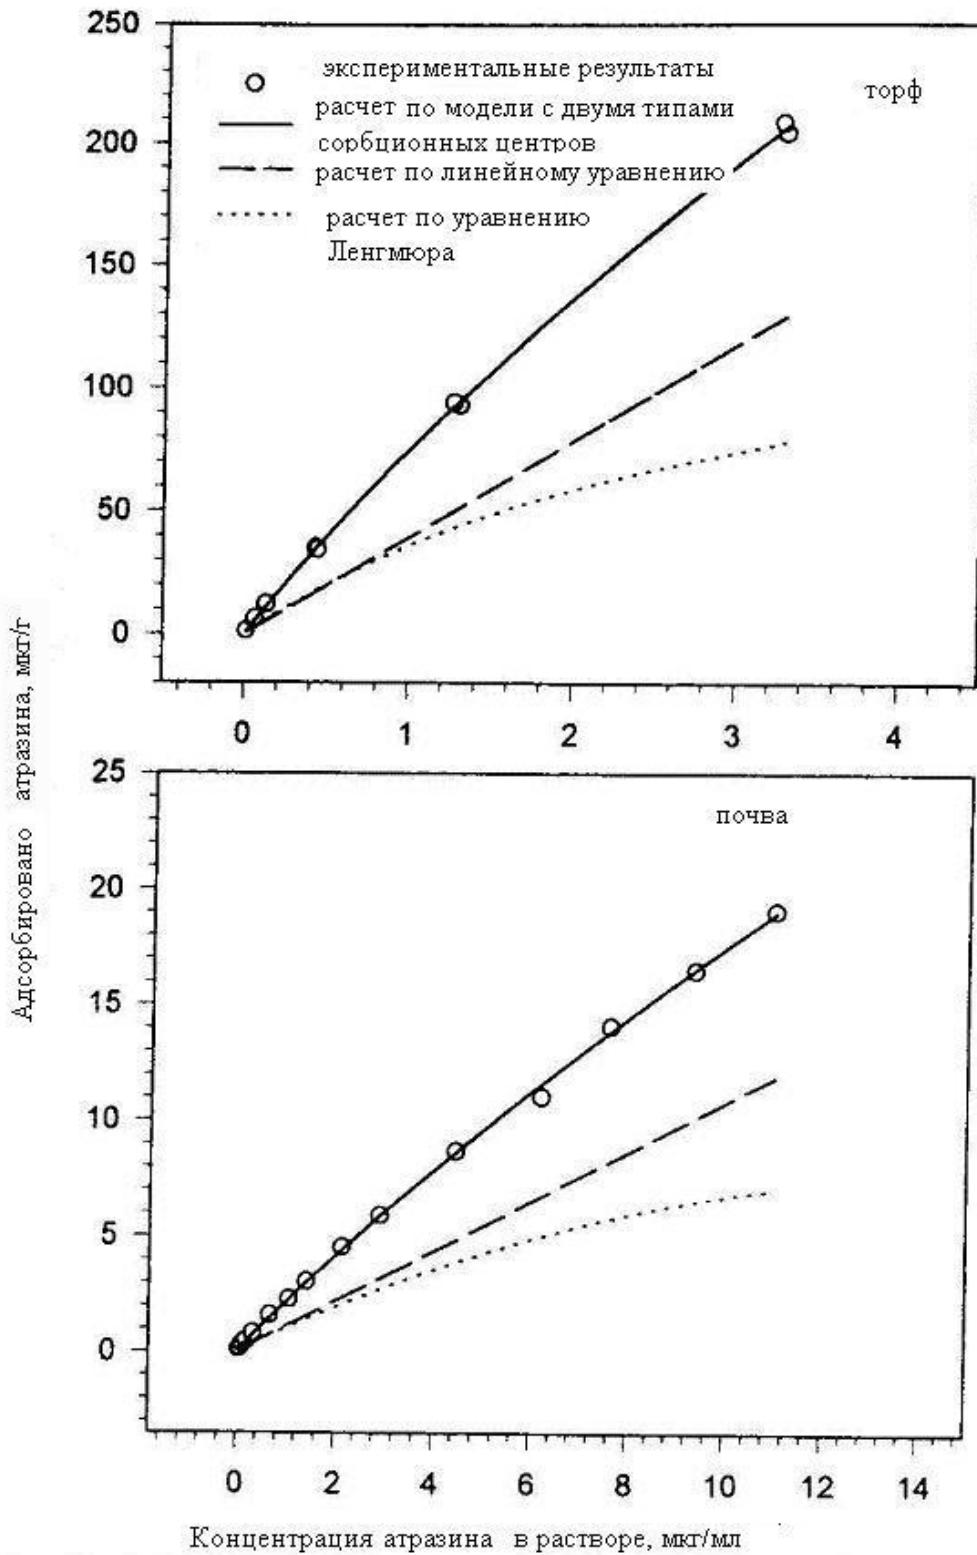 250
200
150
100
50
0
экспериментальные результаты
расчет по модели с двумя типами
сорбционных центров
расчет по линейному уравнению
расчет по уравнению
Ленгмюра
торф
0 1 2 3 4
Адсорбировано атразина, мкг/г
25
20
15
10
5
0
почва
0 2 4 6 8 10 12 14
Концентрация атразина в растворе, мкг/мл